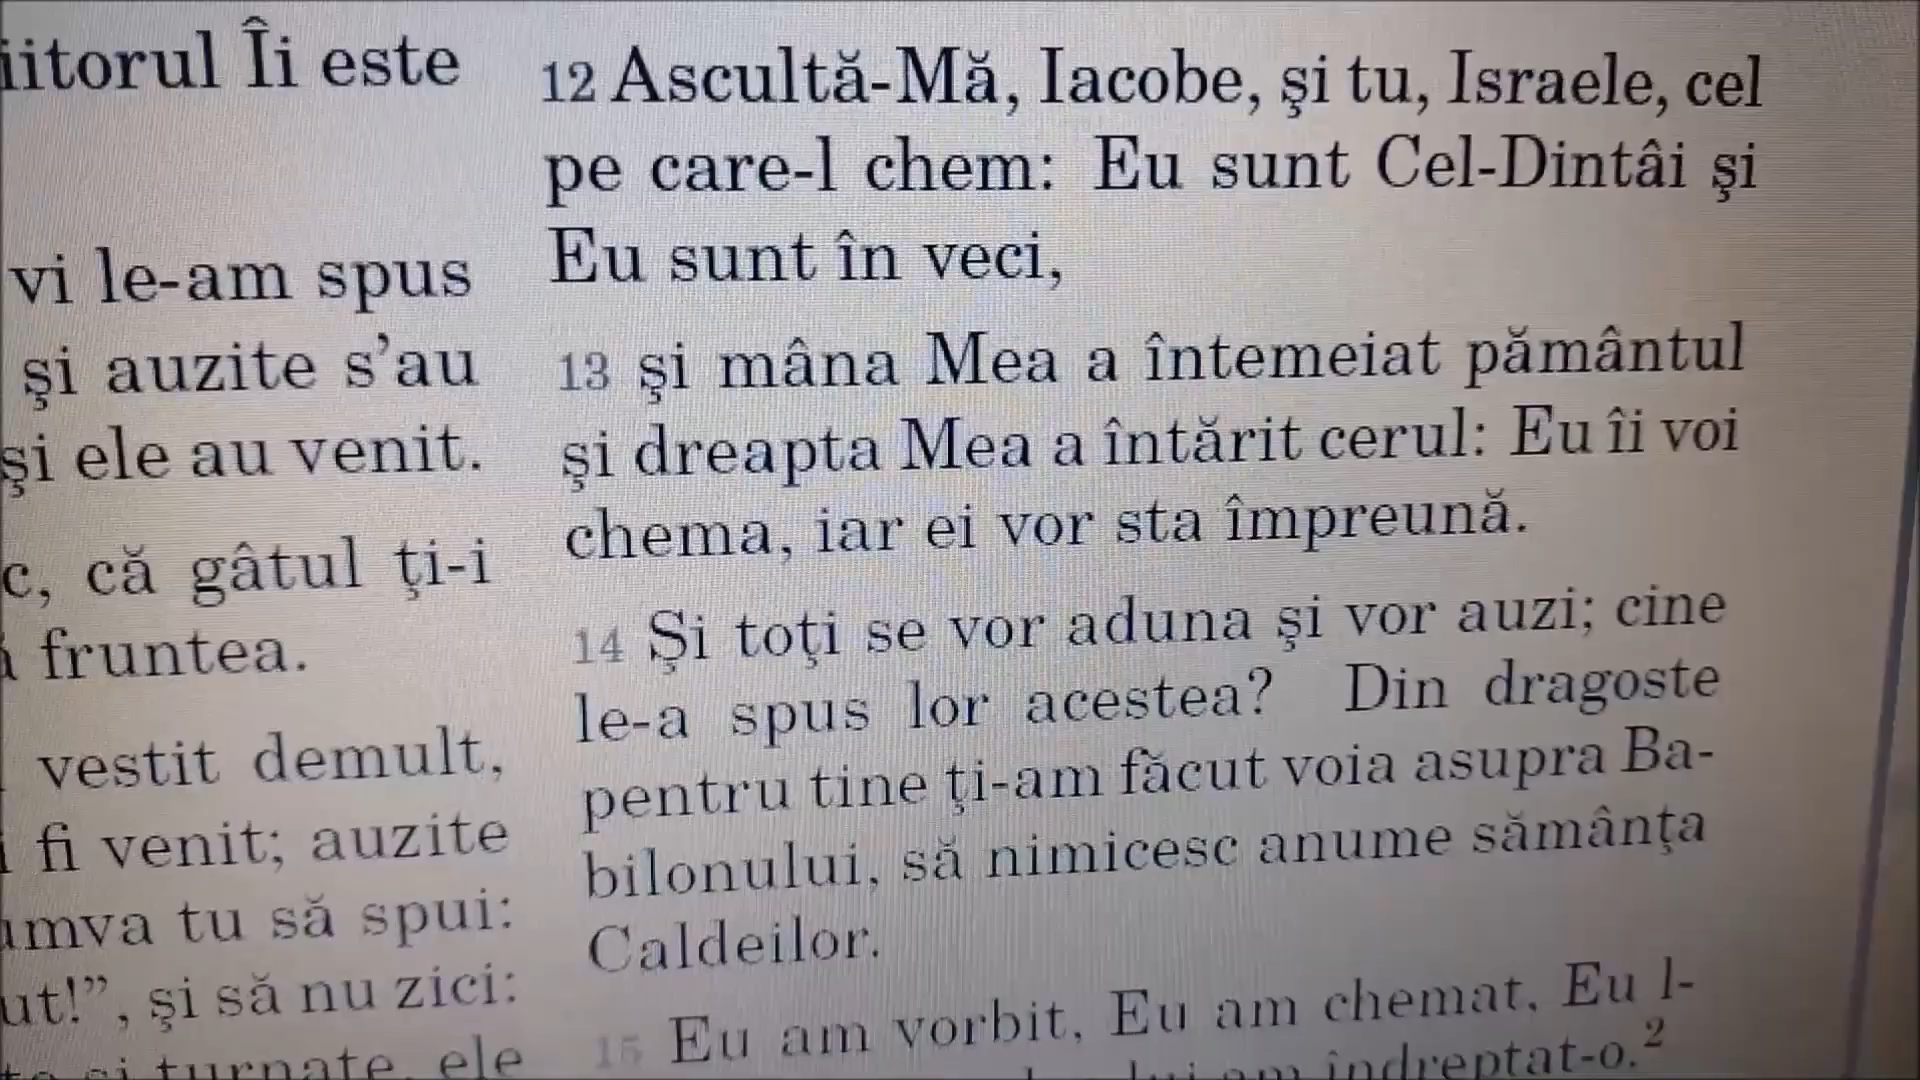 Îi este
vi le-am spus
şi auzite s’au
şi ele au venit.
că gâtul ţi-i
fruntea.
vestit demult,
fi venit; auzite
tu să spui:
şi să nu zici:
ele
12 Ascultă-Mă, Iacobe, şi tu, Israele, cel
pe care-l chem: Eu sunt Cel-Dintâi şi
Eu sunt în veci,
13 şi mâna Mea a întemeiat pământul
şi dreapta Mea a întărit cerul: Eu îi voi
chema, iar ei vor sta împreună.
14 Şi toţi se vor aduna şi vor auzi; cine
le-a spus lor acestea? Din dragoste
pentru tine ţi-am făcut voia asupra Ba-
bilonului, să nimicesc anume sămânţa
Caldeilor.
15 Eu am vorbit, Eu am chemat, Eu l-
îndreptat-o.²